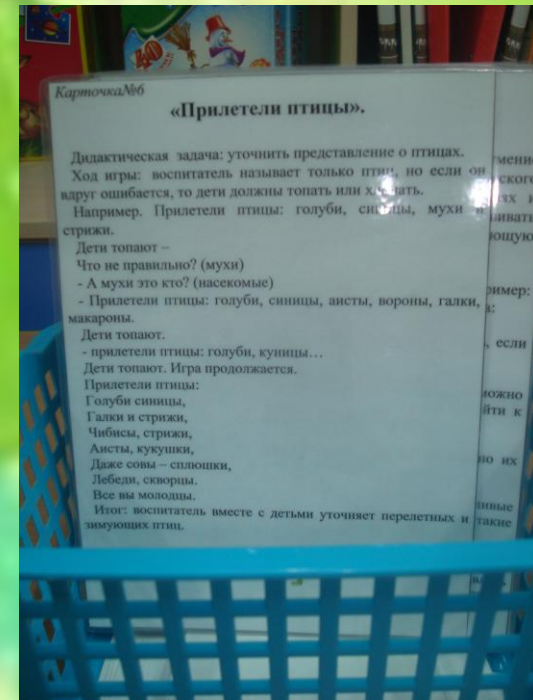 Карточка№6
«Прилетели птицы».
Дидактическая задача: уточнить представление о птицах.
Ход игры: воспитатель называет только птиц, но если он
вдруг ошибается, то дети должны топать или хлопать.
Например. Прилетели птицы: голуби, синицы, мухи и
стрижи.
Дети топают –
Что не правильно? (мухи)
- А мухи это кто? (насекомые)
- Прилетели птицы: голуби, синицы, аисты, вороны, галки,
макароны.
Дети топают.
- прилетели птицы: голуби, куницы…
Дети топают. Игра продолжается.
Прилетели птицы:
Голуби синицы,
Галки и стрижи,
Чибисы, стрижи,
Аисты, кукушки,
Даже совы – сплюшки,
Лебеди, скворцы.
Все вы молодцы.
Итог: воспитатель вместе с детьми уточняет перелетных и
зимующих птиц.
если
но их
такие